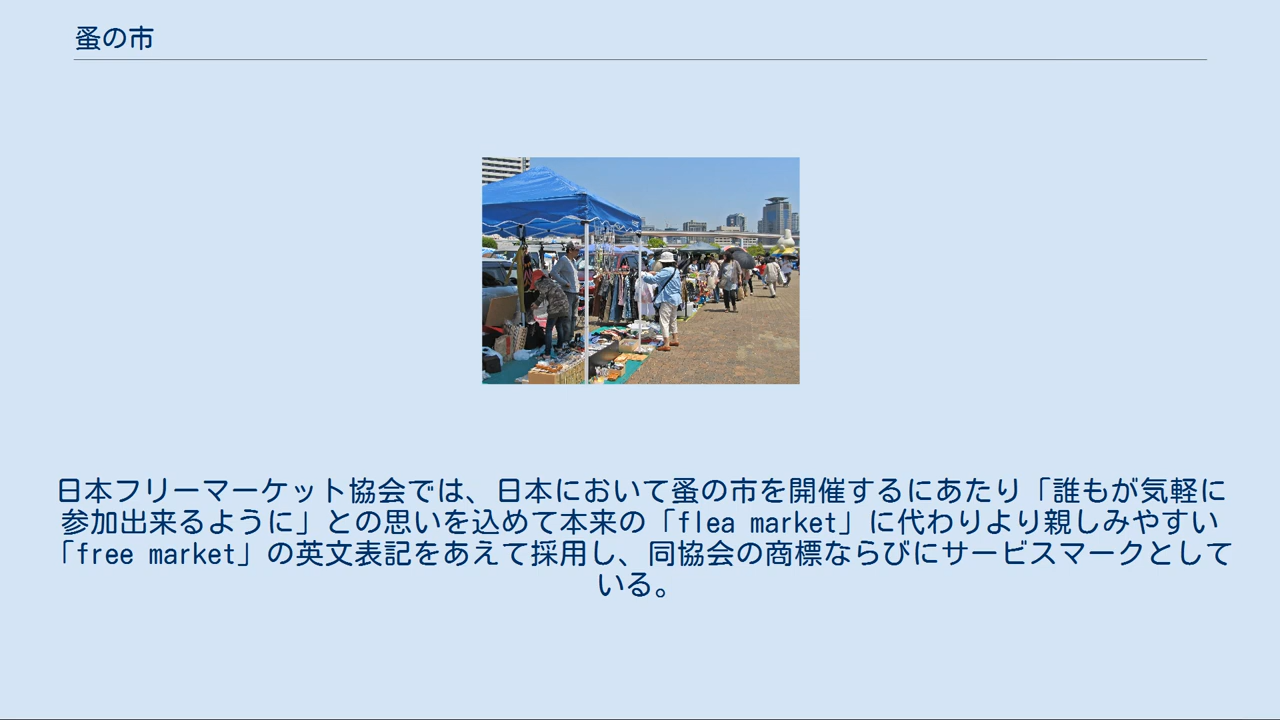 蚤の市
日本フリーマーケット協会では、日本において蚤の市を開催するにあたり「誰もが気軽に
参加出来るように」との思いを込めて本来の「flea market」に代わりより親しみやすい
「free market」の英文表記をあえて採用し、同協会の商標ならびにサービスマークとして
いる。